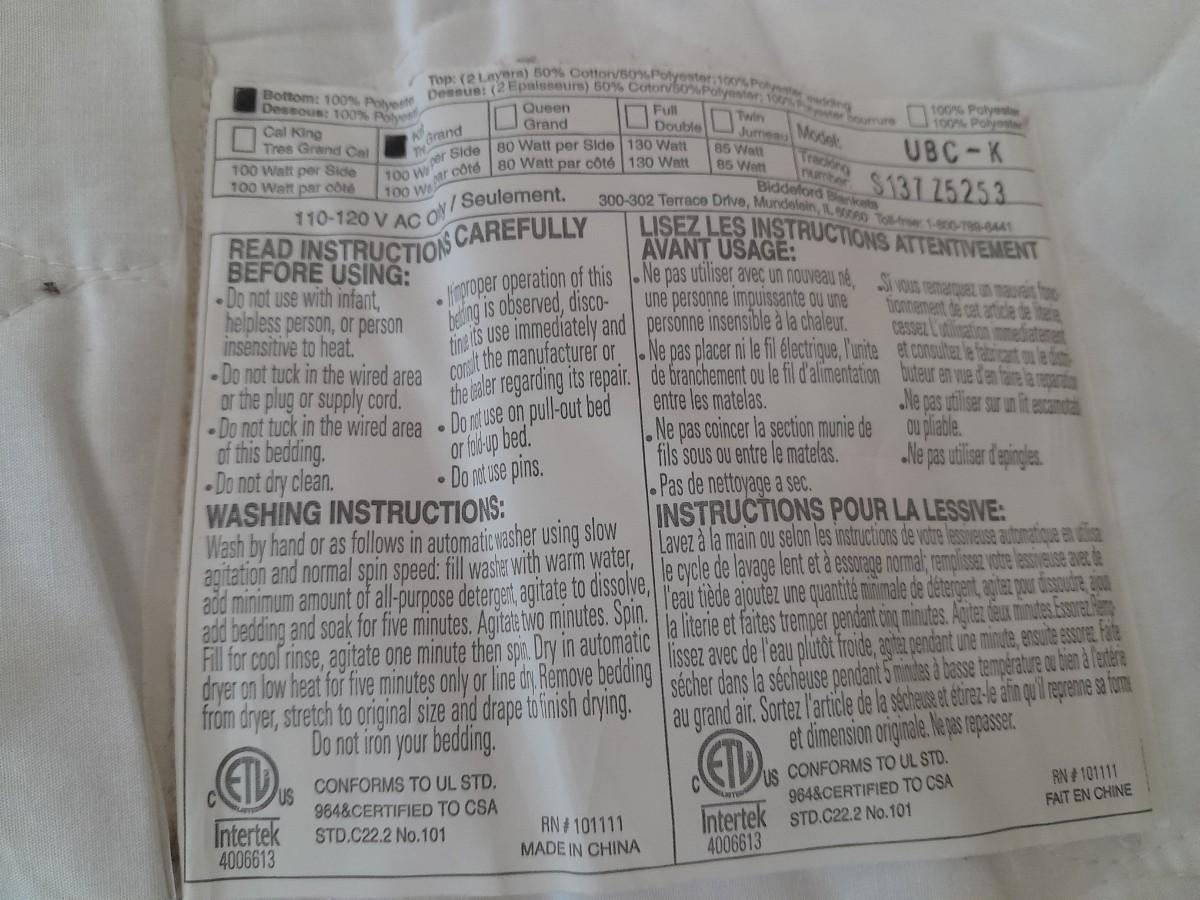 Top: (2 Layers) 50% Cotton/50% Polyester; 100% Polyester wadding
Dessus: (2 Epaisseurs) 50% Coton/50% Polyester; 100% Polyester bourrure
Bottom: 100% Polyeste
Dessous: 100% Polyest
100% Polyester
100% Polyester
Cal King
Tres Grand Cal
Grand
Queen
Grand
Full
Double
Twin
Jumeau
Model:
UBC-K
100 Watt per Side
100 Watt par côté
100 W per Side
100 Wa par côté
80 Watt per Side
80 Watt par côté
130 Watt
130 Watt
85 Watt
85 Watt
Tracking
number:
S137 Z5253
110-120 V AC Only / Seulement.
Biddeford Blankets
300-302 Terrace Drive, Mundelein, IL 60060 Toll-free: 1-800-789-6441
READ INSTRUCTIONS CAREFULLY
BEFORE USING:
• Do not use with infant,
helpless person, or person
insensitive to heat.
• Do not tuck in the wired area
or the plug or supply cord.
• Do not tuck in the wired area
of this bedding.
• Do not dry clean.
• If improper operation of this
bedding is observed, disco-
tinue its use immediately and
consult the manufacturer or
the dealer regarding its repair.
• Do not use on pull-out bed
or fold-up bed.
• Do not use pins.
WASHING INSTRUCTIONS:
Wash by hand or as follows in automatic washer using slow
agitation and normal spin speed: fill washer with warm water,
add minimum amount of all-purpose detergent, agitate to dissolve,
add bedding and soak for five minutes. Agitate two minutes. Spin.
Fill for cool rinse, agitate one minute then spin. Dry in automatic
dryer on low heat for five minutes only or line dry. Remove bedding
from dryer, stretch to original size and drape to finish drying.
Do not iron your bedding.
C ETL US
LISTED
Intertek
4006613
CONFORMS TO UL STD.
964&CERTIFIED TO CSA
STD.C22.2 No.101
RN # 101111
MADE IN CHINA
LISEZ LES INSTRUCTIONS ATTENTIVEMENT
AVANT USAGE:
• Ne pas utiliser avec un nouveau né,
une personne impuissante ou une
personne insensible à la chaleur.
• Ne pas placer ni le fil électrique, l'unite
de branchement ou le fil d'alimentation
entre les matelas.
• Ne pas coincer la section munie de
fils sous ou entre le matelas.
• Pas de nettoyage a sec.
• Si vous remarquez un mauvais fonc-
tionnement de cet article de literie,
cessez L'utilisation immediatement
et consultez le fabricant ou le distri-
buteur en vue d'en faire la reparation
• Ne pas utiliser sur un lit escamotab
ou pliable.
• Ne pas utiliser d'epingles.
INSTRUCTIONS POUR LA LESSIVE:
Lavez à la main ou selon les instructions de votre lessiveuse automatique en utilisa
le cycle de lavage lent et à essorage normal; remplissez votre lessiveuse avec de
l'eau tiède ajoutez une quantité minimale de détergent, agitez pour dissoudre, ajou
la literie et faites tremper pendant cinq minutes. Agitez deux minutes.Essorez.Remp
lissez avec de l'eau plutôt froide, agitez pendant une minute, ensuite essorez. Faite
sécher dans la sécheuse pendant 5 minutes à basse température ou bien à l'extérie
au grand air. Sortez l'article de la sécheuse et étirez-le afin qu'il reprenne sa forme
et dimension originale. Ne pas repasser.
C ETL US
LISTED
Intertek
4006613
CONFORMS TO UL STD.
964&CERTIFIED TO CSA
STD.C22.2 No.101
RN # 101111
FAIT EN CHINE